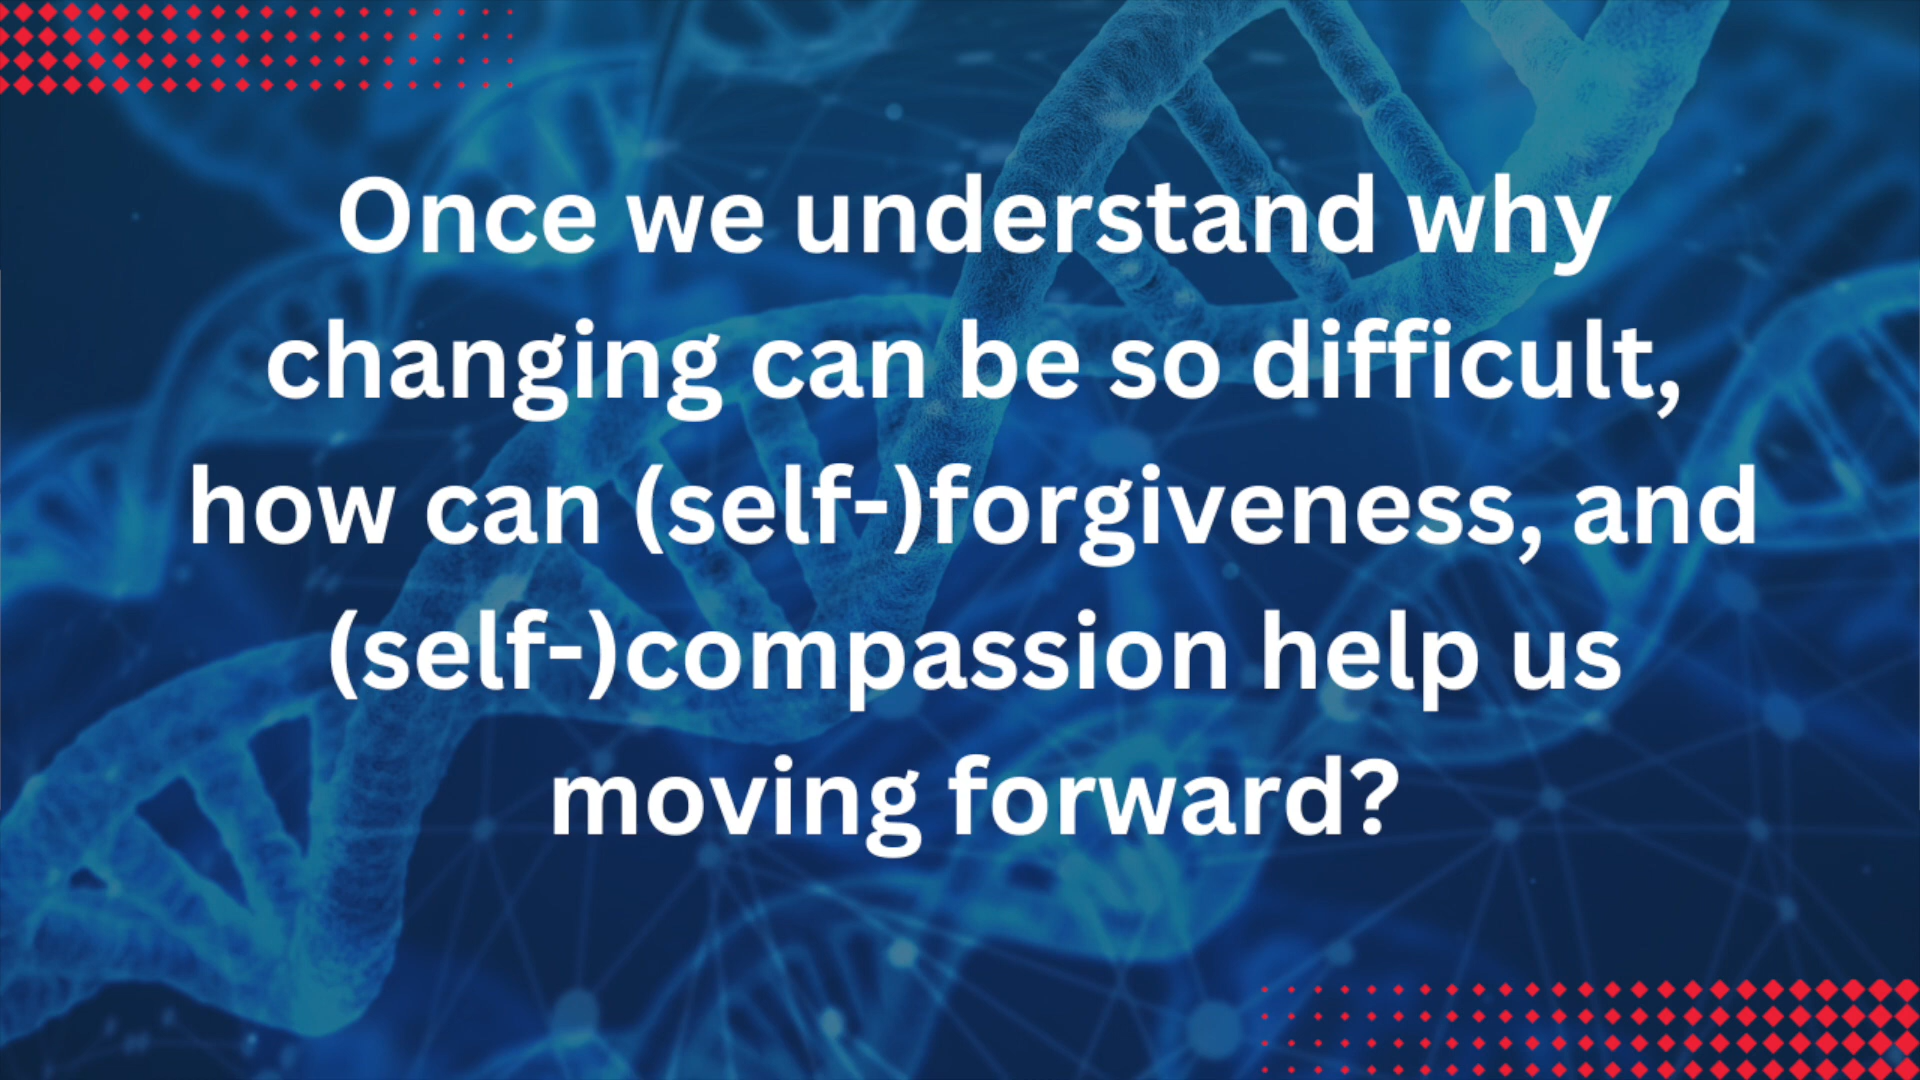 Once we understand why
changing can be so difficult,
how can (self-)forgiveness, and
(self-)compassion help us
moving forward?